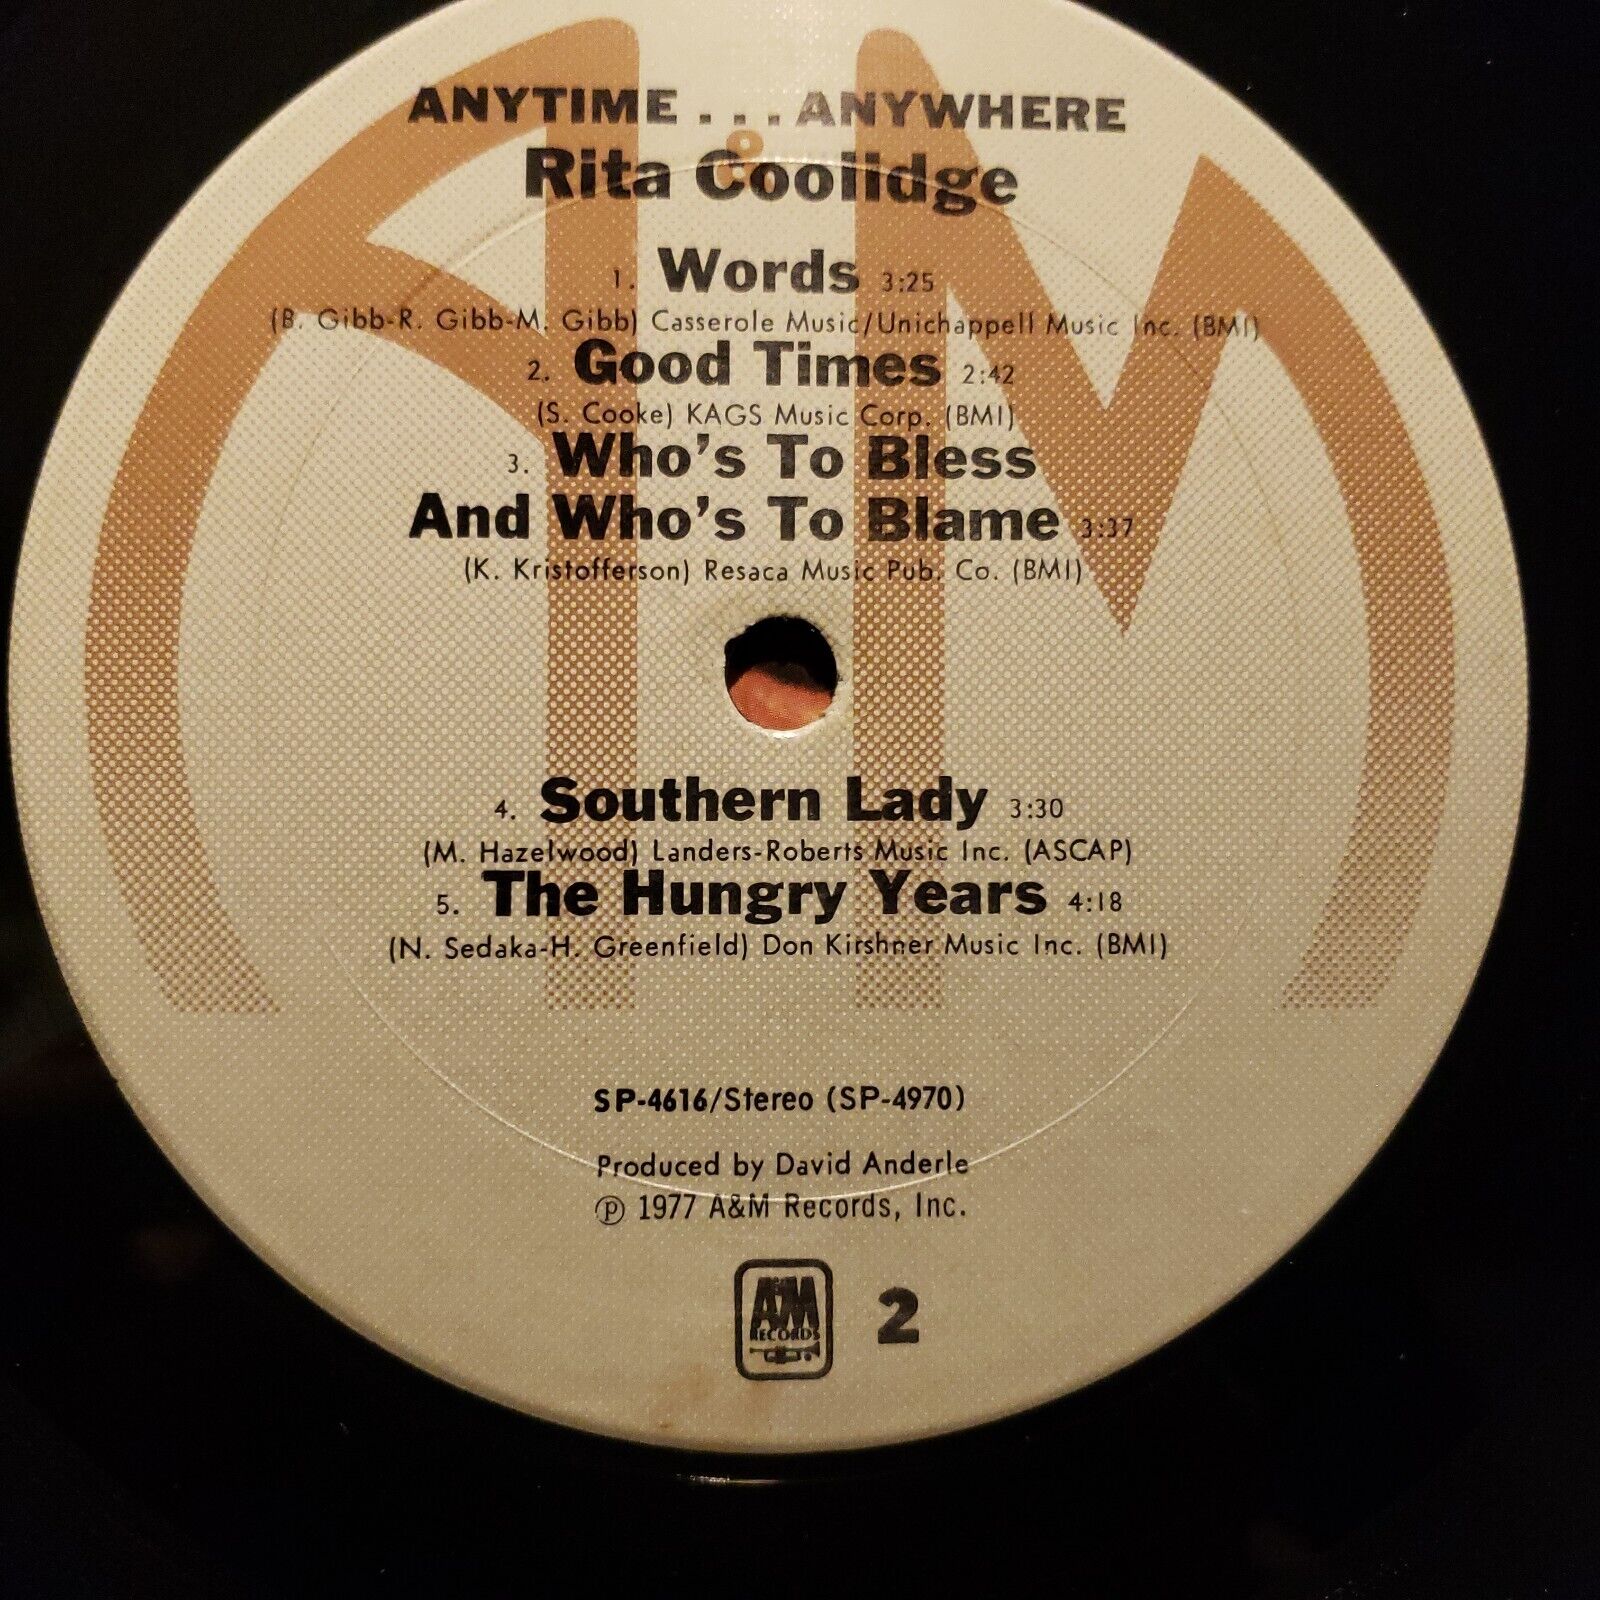 ANYTIME . . . ANYWHERE
Rita Coolidge
1. Words 3:25
(B. Gibb-R. Gibb-M. Gibb) Casserole Music/Unichappell Music Inc. (BMI)
2. Good Times 2:42
(S. Cooke) KAGS Music Corp. (BMI)
3. Who's To Bless
And Who's To Blame 3:37
(K. Kristofferson) Resaca Music Pub. Co. (BMI)
4. Southern Lady 3:30
(M. Hazelwood) Landers-Roberts Music Inc. (ASCAP)
5. The Hungry Years 4:18
(N. Sedaka-H. Greenfield) Don Kirshner Music Inc. (BMI)
SP-4616/Stereo (SP-4970)
Produced by David Anderle
℗ 1977 A&M Records, Inc.
A&M 2
RECORDS